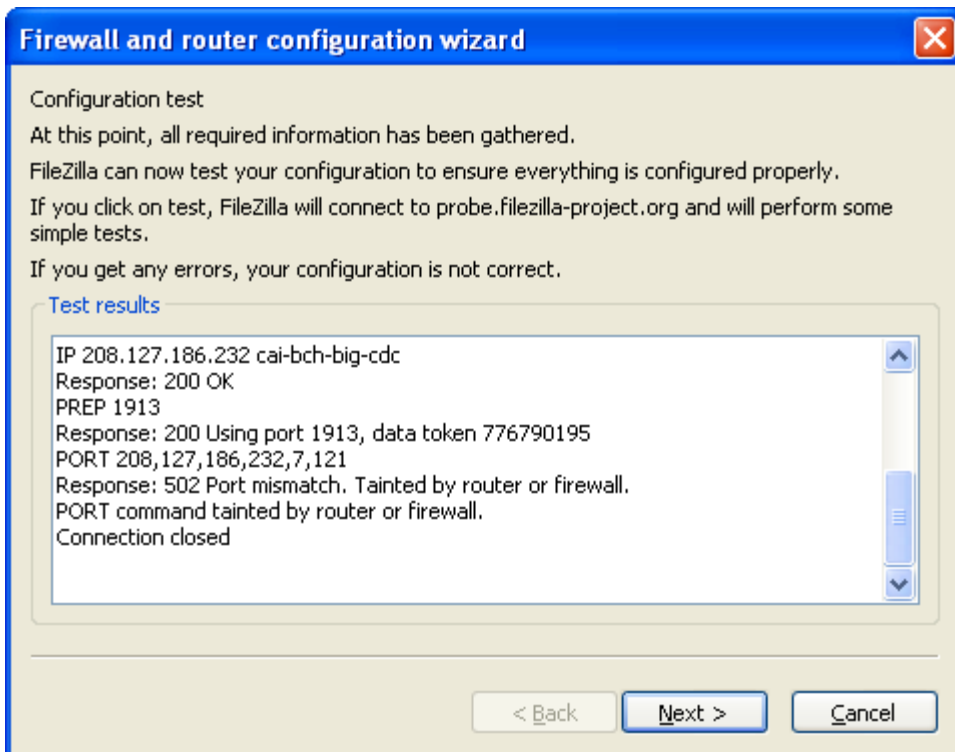 Firewall and router configuration wizard
Configuration test
At this point, all required information has been gathered.
FileZilla can now test your configuration to ensure everything is configured properly.
If you click on test, FileZilla will connect to probe.filezilla-project.org and will perform some
simple tests.
If you get any errors, your configuration is not correct.
Test results
IP 208.127.186.232 cai-bch-big-cdc
Response: 200 OK
PREP 1913
Response: 200 Using port 1913, data token 776790195
PORT 208,127,186,232,7,121
Response: 502 Port mismatch. Tainted by router or firewall.
PORT command tainted by router or firewall.
Connection closed
< Back Next > Cancel